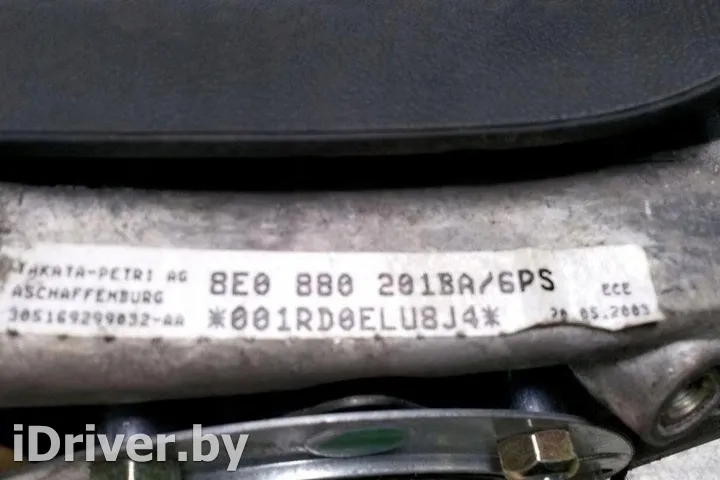 TAKATA-PETRI AG
8E0 880 201BA/6PS
ECE
ASCHAFFENBURG
305169299032-AA
*001RD0ELU8J4*
20.05.2003
iDriver.by